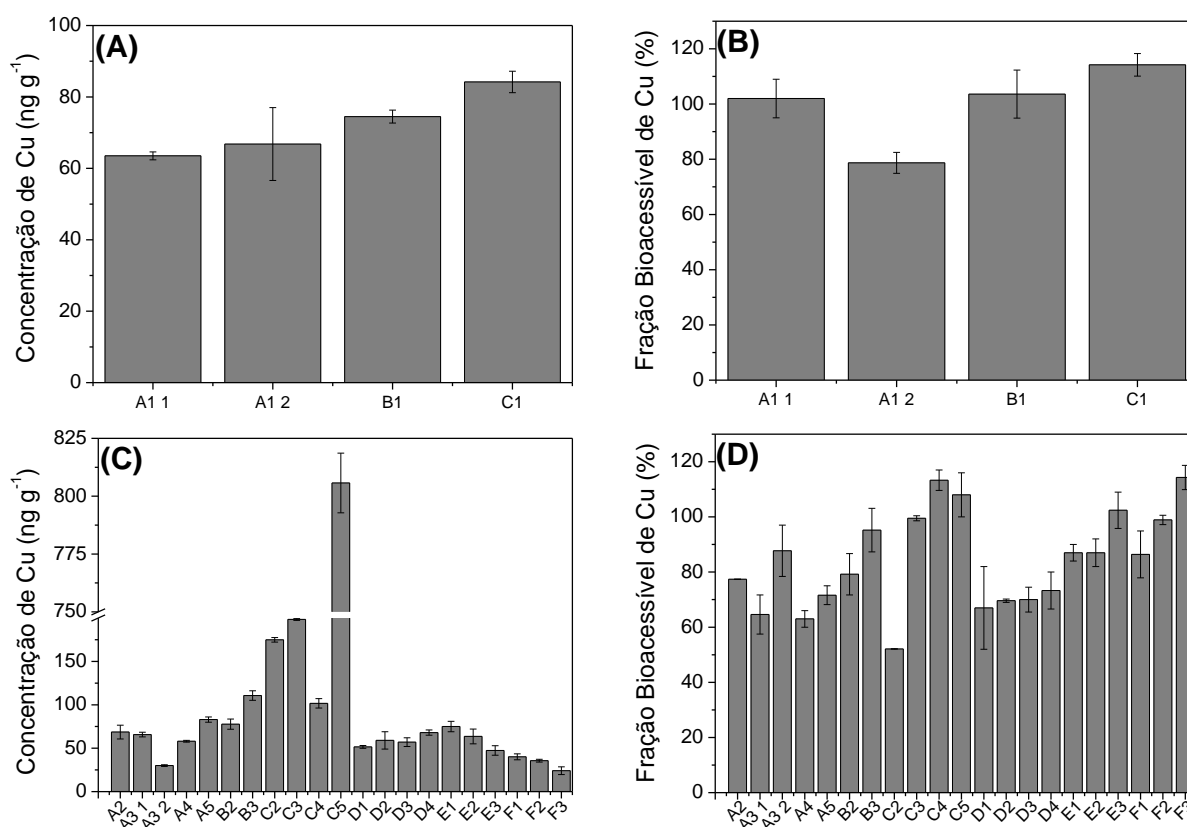 (A)
Concentração de Cu (ng g⁻¹)
100
80
60
40
20
0
A1 1 A1 2 B1 C1
(B)
Fração Bioacessível de Cu (%)
120
100
80
60
40
20
0
A1 1 A1 2 B1 C1
(C)
Concentração de Cu (ng g⁻¹)
825
800
775
750
150
100
50
0
A2 A3 1 A3 2 A4 A5 B2 B3 C2 C3 C4 C5 D1 D2 D3 D4 E1 E2 E3 F1 F2 F3
(D)
Fração Bioacessível de Cu (%)
120
100
80
60
40
20
0
A2 A3 1 A3 2 A4 A5 B2 B3 C2 C3 C4 C5 D1 D2 D3 D4 E1 E2 E3 F1 F2 F3